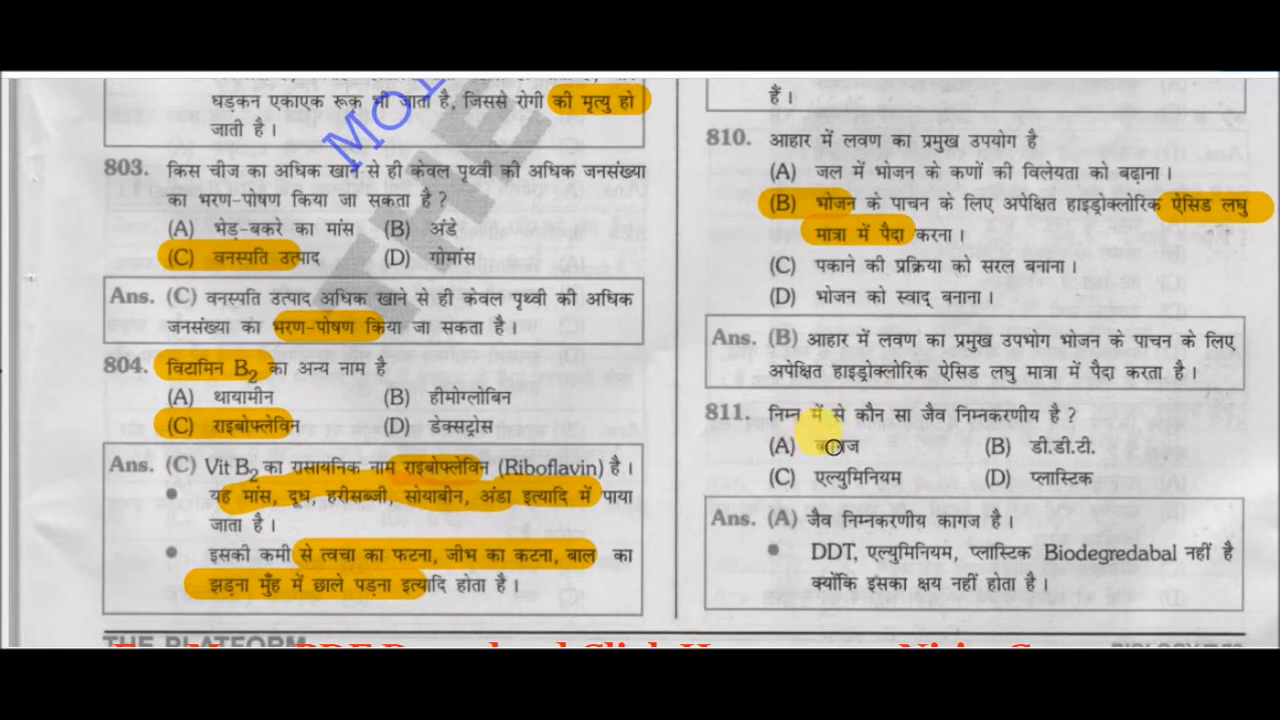 घड़कन एकाएक रूक भी जाती है, जिससे रोगी की मृत्यु हो
जाती है ।
803. किस चीज का अधिक खाने से ही केवल पृथ्वी की अधिक जनसंख्या
का भरण-पोषण किया जा सकता है ?
(A) भेड़-बकरे का मांस (B) अंडे
(C) वनस्पति उत्पाद (D) गोमांस
Ans. (C) वनस्पति उत्पाद अधिक खाने से ही केवल पृथ्वी की अधिक
जनसंख्या का भरण-पोषण किया जा सकता है ।
804. विटामिन B₂ का अन्य नाम है
(A) थायामीन (B) हीमोग्लोबिन
(C) राइबोफ्लेविन (D) डेक्सट्रोस
Ans. (C) Vit B₂ का रासायनिक नाम राइबोफ्लेविन (Riboflavin) है ।
• यह मांस, दूध, हरीसब्जी, सोयाबीन, अंडा इत्यादि में पाया
जाता है ।
• इसकी कमी से त्वचा का फटना, जीभ का कटना, बाल का
झड़ना मुँह में छाले पड़ना इत्यादि होता है ।
THE PLATFORM
हैं ।
810. आहार में लवण का प्रमुख उपयोग है
(A) जल में भोजन के कणों की विलेयता को बढ़ाना ।
(B) भोजन के पाचन के लिए अपेक्षित हाइड्रोक्लोरिक ऐसिड लघु
मात्रा में पैदा करना ।
(C) पकाने की प्रक्रिया को सरल बनाना ।
(D) भोजन को स्वाद् बनाना ।
Ans. (B) आहार में लवण का प्रमुख उपभोग भोजन के पाचन के लिए
अपेक्षित हाइड्रोक्लोरिक ऐसिड लघु मात्रा में पैदा करता है ।
811. निम्न में से कौन सा जैव निम्नकरणीय है ?
(A) कागज (B) डी.डी.टी.
(C) एल्युमिनियम (D) प्लास्टिक
Ans. (A) जैव निम्नकरणीय कागज है ।
• DDT, एल्युमिनियम, प्लास्टिक Biodegredabal नहीं है
क्योंकि इसका क्षय नहीं होता है ।